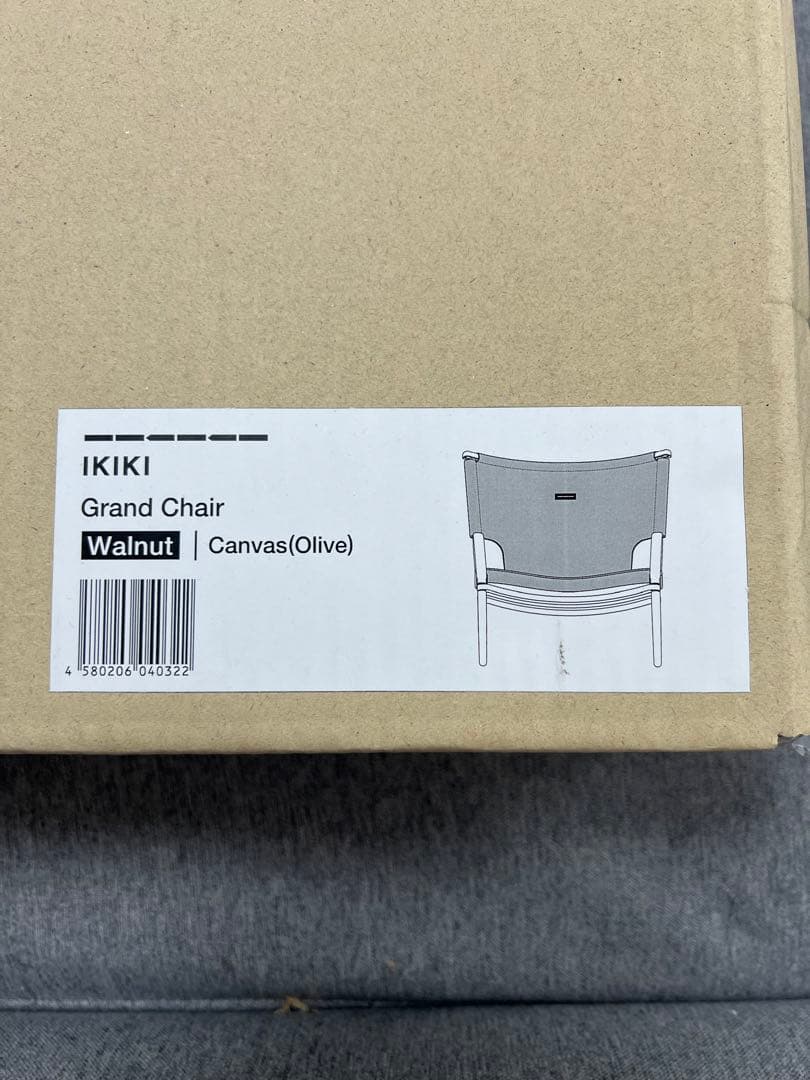 IKIKI
Grand Chair
Walnut | Canvas(Olive)
4 580206 040322